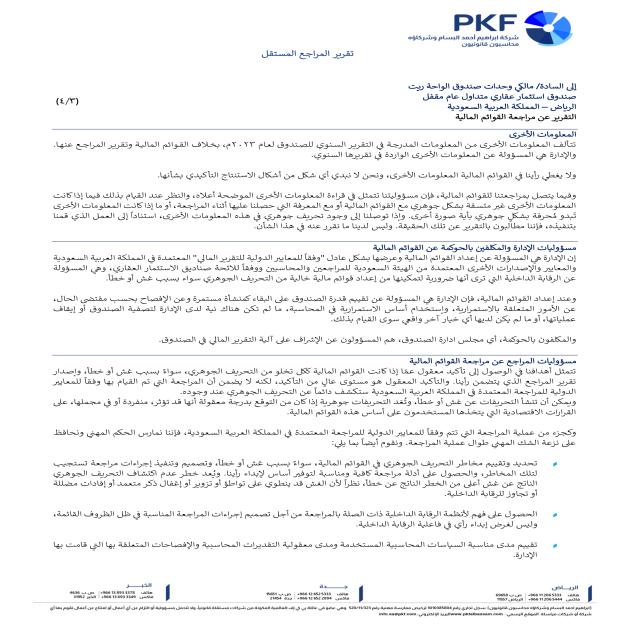 PKF
شركة إبراهيم أحمد البسام وشركاؤه
محاسبون قانونيون
تقرير المراجع المستقل
إلى السادة/ مالكي وحدات صندوق الواحة ريت
صندوق استثمار عقاري متداول عام مقفل
(٤/٣)
الرياض – المملكة العربية السعودية
التقرير عن مراجعة القوائم المالية
المعلومات الأخرى
تتألف المعلومات الأخرى من المعلومات المدرجة في التقرير السنوي للصندوق لعام ٢٠٢٣م، بخلاف القوائم المالية وتقرير المراجع عنها.
والإدارة هي المسؤولة عن المعلومات الأخرى الواردة في تقريرها السنوي.
ولا يغطي رأينا في القوائم المالية المعلومات الأخرى، ونحن لا نبدي أي شكل من أشكال الاستنتاج التأكيدي بشأنها.
وفيما يتصل بمراجعتنا للقوائم المالية، فإن مسؤوليتنا تتمثل في قراءة المعلومات الأخرى الموضحة أعلاه، والنظر عند القيام بذلك فيما إذا كانت
المعلومات الأخرى غير متسقة بشكل جوهري مع القوائم المالية أو مع المعرفة التي حصلنا عليها أثناء المراجعة، أو ما إذا كانت المعلومات الأخرى
تبدو مُحرفة بشكل جوهري بأية صورة أخرى. وإذا توصلنا إلى وجود تحريف جوهري في هذه المعلومات الأخرى، استناداً إلى العمل الذي قمنا
بتنفيذه، فإننا مطالبون بالتقرير عن تلك الحقيقة. وليس لدينا ما نقرر عنه في هذا الشأن.
مسؤوليات الإدارة والمكلفين بالحوكمة عن القوائم المالية
إن الإدارة هي المسؤولة عن إعداد القوائم المالية وعرضها بشكل عادل "وفقاً للمعايير الدولية للتقرير المالي" المعتمدة في المملكة العربية السعودية
والمعايير والإصدارات الأخرى المعتمدة من الهيئة السعودية للمراجعين والمحاسبين ووفقاً للائحة صناديق الاستثمار العقاري، وهي المسؤولة
عن الرقابة الداخلية التي ترى أنها ضرورية لتمكينها من إعداد قوائم مالية خالية من التحريف الجوهري سواء بسبب غش أو خطأ.
وعند إعداد القوائم المالية، فإن الإدارة هي المسؤولة عن تقييم قدرة الصندوق على البقاء كمنشأة مستمرة وعن الإفصاح بحسب مقتضى الحال،
عن الأمور المتعلقة بالاستمرارية، وإستخدام أساس الاستمرارية في المحاسبة، ما لم تكن هناك نية لدى الإدارة لتصفية الصندوق أو إيقاف
عملياتها، أو ما لم يكن لديها أي خيار آخر واقعي سوى القيام بذلك.
والمكلفون بالحوكمة، أي مجلس ادارة الصندوق، هم المسؤولون عن الإشراف على آلية التقرير المالي في الصندوق.
مسؤوليات المراجع عن مراجعة القوائم المالية
تتمثل أهدافنا في الوصول إلى تأكيد معقول عمّا إذا كانت القوائم المالية ككل تخلو من التحريف الجوهري، سواءً بسبب غش أو خطأ، وإصدار
تقرير المراجع الذي يتضمن رأينا. والتأكيد المعقول هو مستوى عالي من التأكيد، لكنه لا يضمن أن المراجعة التي تم القيام بها وفقاً للمعايير
الدولية للمراجعة المعتمدة في المملكة العربية السعودية ستكشف دائماً عن التحريف الجوهري عند وجوده.
ويمكن أن تنشأ التحريفات عن غش أو خطأ، وتُعَد التحريفات جوهرية إذا كان من التوقع بدرجة معقولة أنها قد تؤثر، منفردة أو في مجملها، على
القرارات الاقتصادية التي يتخذها المستخدمون على أساس هذه القوائم المالية.
وكجزء من عملية المراجعة التي تتم وفقاً للمعايير الدولية للمراجعة المعتمدة في المملكة العربية السعودية، فإننا نمارس الحكم المهني ونحافظ
على نزعة الشك المهني طوال عملية المراجعة. ونقوم أيضاً بما يلي:
تحديد وتقييم مخاطر التحريف الجوهري في القوائم المالية، سواءً بسبب غش أو خطأ، وتصميم وتنفيذ إجراءات مراجعة تستجيب
لتلك المخاطر، والحصول على أدلة مراجعة كافية ومناسبة لتوفير أساس لإبداء رأينا. ويُعد خطر عدم اكتشاف التحريف الجوهري
الناتج عن غش أعلى من الخطر الناتج عن خطأ، نظراً لأن الغش قد ينطوي على تواطؤ أو تزوير أو إغفال ذكر متعمد أو إفادات مضللة
أو تجاوز للرقابة الداخلية.
الحصول على فهم لأنظمة الرقابة الداخلية ذات الصلة بالمراجعة من أجل تصميم إجراءات المراجعة المناسبة في ظل الظروف القائمة،
وليس لغرض إبداء رأي في فاعلية الرقابة الداخلية.
تقييم مدى مناسبة السياسات المحاسبية المستخدمة ومدى معقولية التقديرات المحاسبية والإفصاحات المتعلقة بها التي قامت بها
الإدارة.
الرياض
جدة
الخبر